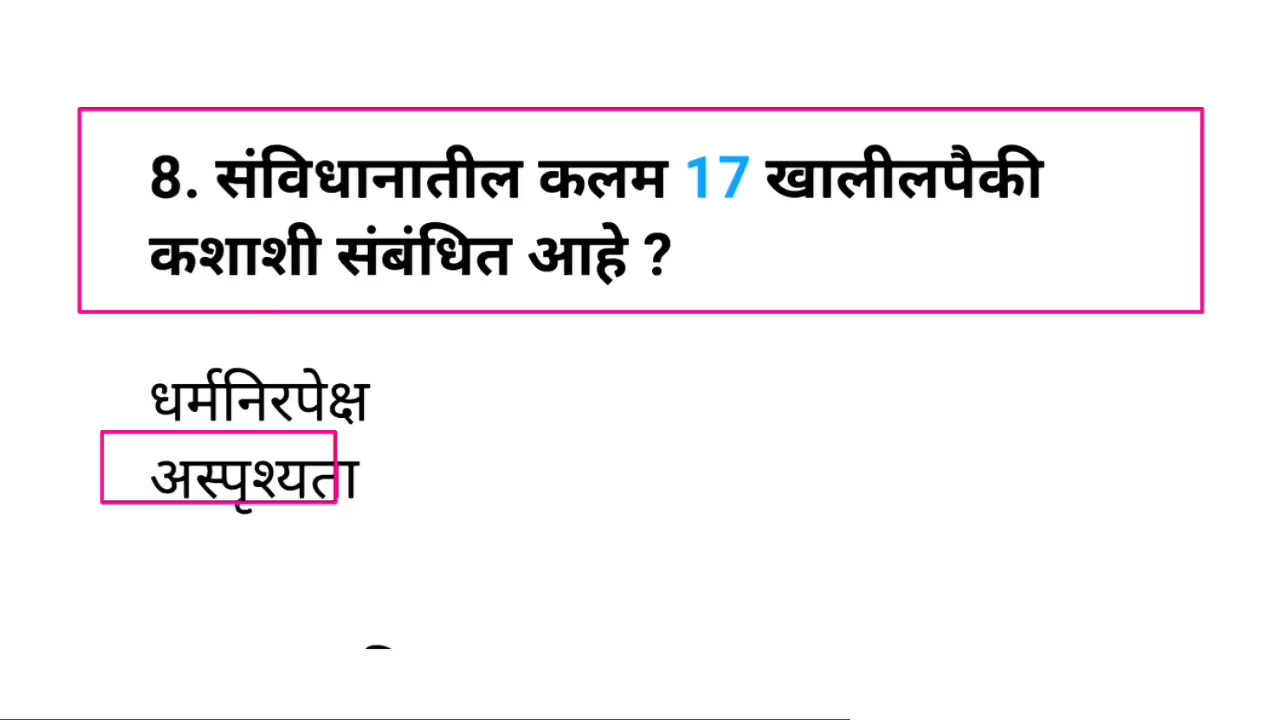 8. संविधानातील कलम 17 खालीलपैकी
कशाशी संबंधित आहे ?
धर्मनिरपेक्ष
अस्पृश्यता